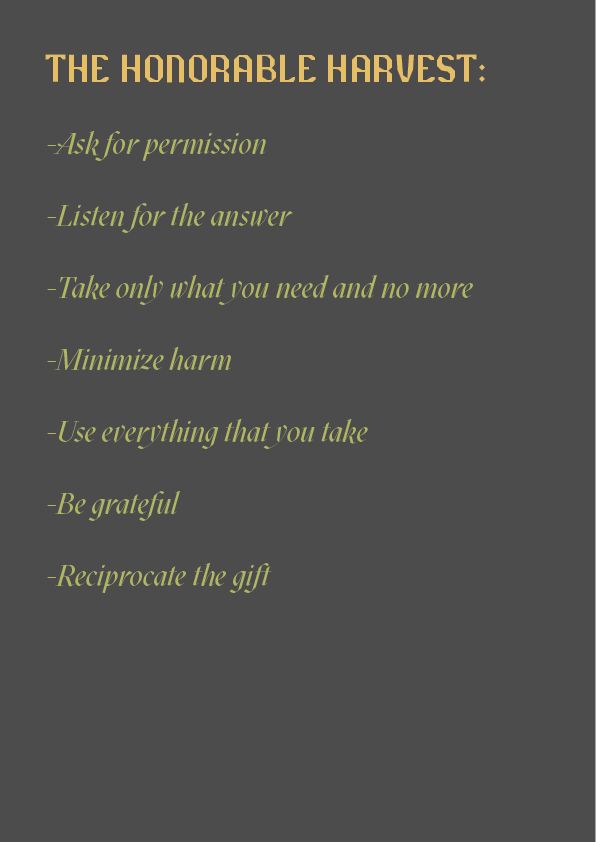 THE HONORABLE HARVEST:
-Ask for permission
-Listen for the answer
-Take only what you need and no more
-Minimize harm
-Use everything that you take
-Be grateful
-Reciprocate the gift